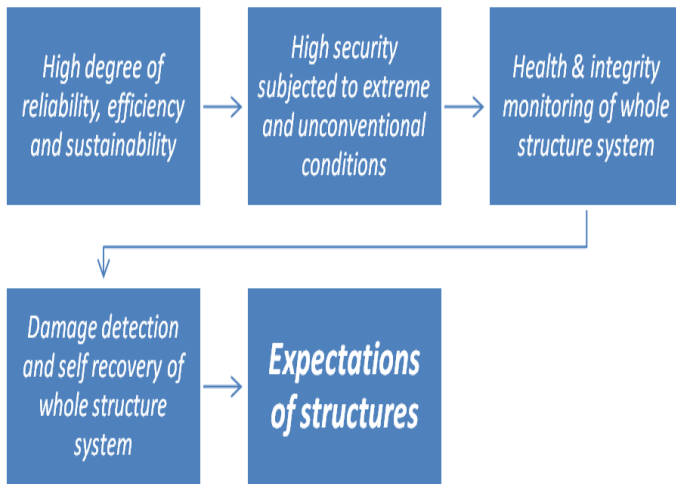 High degree of
reliability, efficiency
and sustainability
High security
subjected to extreme
and unconventional
conditions
Health & integrity
monitoring of whole
structure system
Damage detection
and self recovery of
whole structure
system
Expectations
of structures